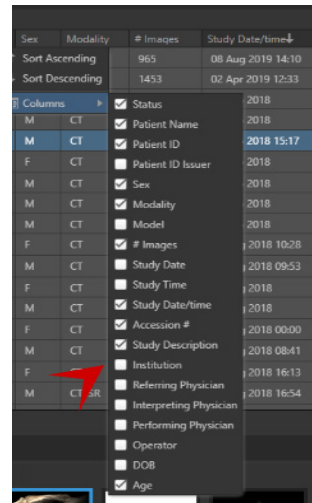 Sex Modality # Images Study Date/time
Sort Ascending 965 08 Aug 2019 14:10
Sort Descending 1453 02 Apr 2019 12:33
Columns Status 2018
M CT Patient Name 2018
M CT Patient ID 2018 15:17
F CT Patient ID Issuer 2018
M CT Sex 2018
M CT Modality 2018
M CT Model 2018
F CT # Images 2018 10:28
M CT Study Date 2018 09:53
F CT Study Time 2018
M CT Study Date/time 2018
F CT Accession # 2018 00:00
M CT Study Description 2018 08:41
F Institution 2018 16:13
M CT SR Referring Physician 2018 16:54
Interpreting Physician
Performing Physician
Operator
DOB
Age